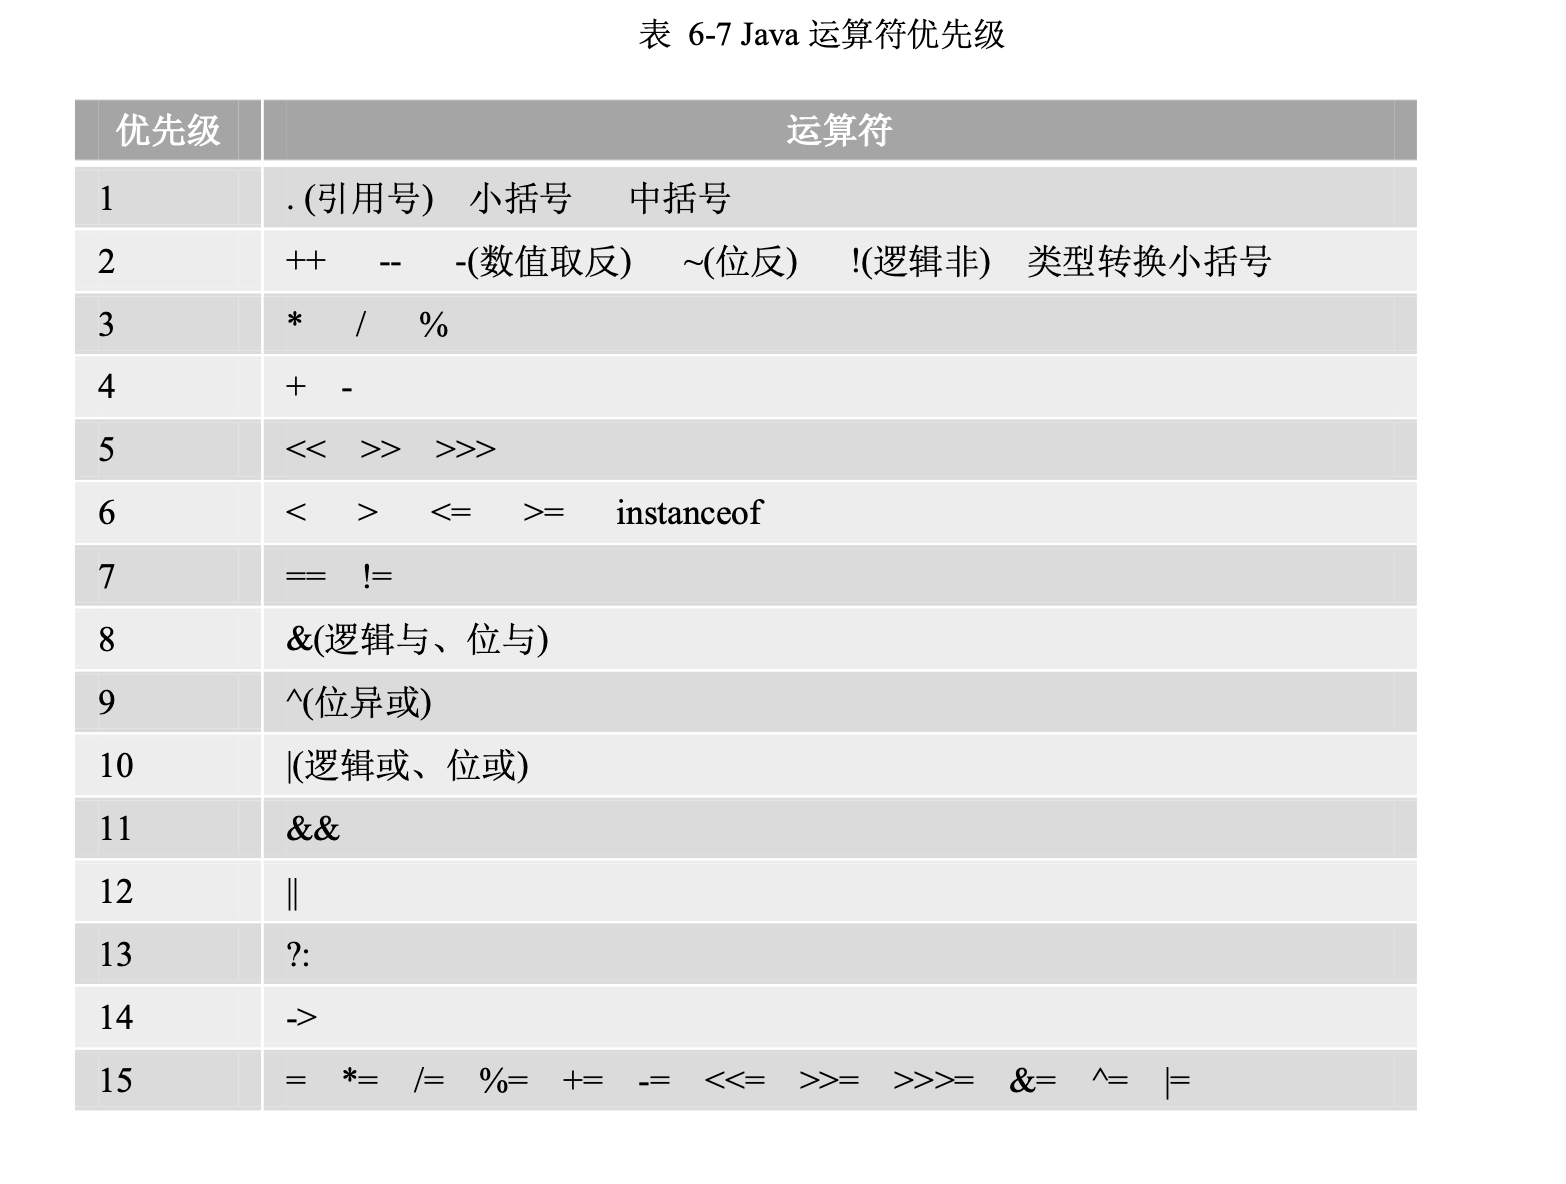 表 6-7 Java 运算符优先级
优先级 运算符
1 . (引用号) 小括号 中括号
2 ++ -- -(数值取反) ~(位反) !(逻辑非) 类型转换小括号
3 * / %
4 + -
5 << >> >>>
6 < > <= >= instanceof
7 == !=
8 &(逻辑与、位与)
9 ^(位异或)
10 |(逻辑或、位或)
11 &&
12 ||
13 ?:
14 ->
15 = *= /= %= += -= <<= >>= >>>= &= ^= |=